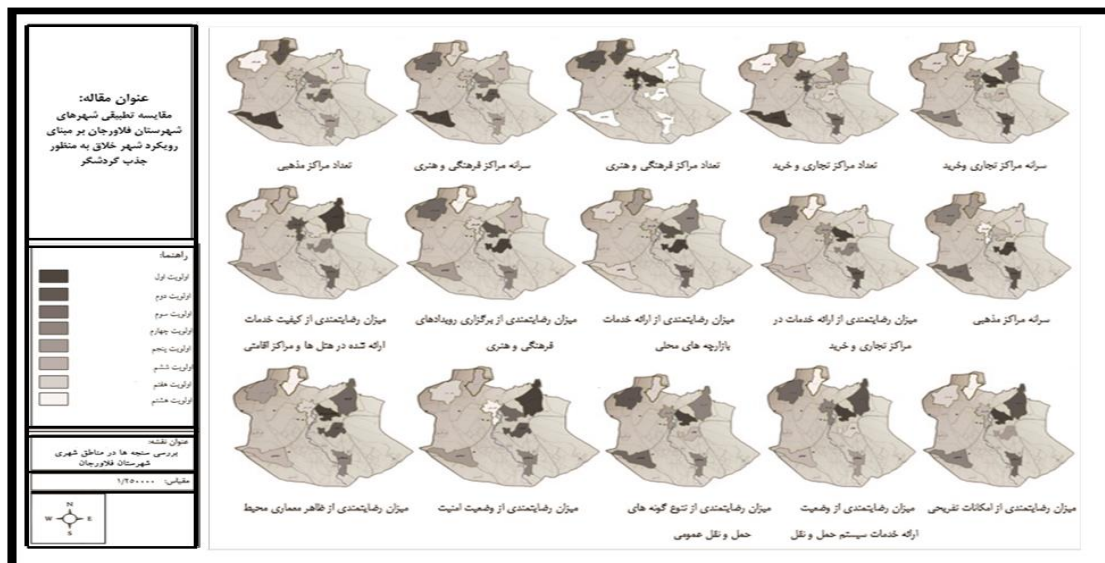 عنوان مقاله:
مقایسه تطبیقی شهرهای
شهرستان فلاورجان بر مبنای
رویکرد شهر خلاق به منظور
جذب گردشگر
راهنما:
اولویت اول
اولویت دوم
اولویت سوم
اولویت چهارم
اولویت پنجم
اولویت ششم
اولویت هفتم
اولویت هشتم
عنوان نقشه:
بررسی سنجه ها در مناطق شهری
شهرستان فلاورجان
مقیاس: ۱/۲۵۰۰۰۰
N
W E
S
سرانه مراکز تجاری وخرید
تعداد مراکز تجاری و خرید
تعداد مراکز فرهنگی و هنری
سرانه مراکز فرهنگی و هنری
تعداد مراکز مذهبی
سرانه مراکز مذهبی
میزان رضایتمندی از ارائه خدمات در
مراکز تجاری و خرید
میزان رضایتمندی از ارائه خدمات
بازارچه های محلی
میزان رضایتمندی از برگزاری رویدادهای
فرهنگی و هنری
میزان رضایتمندی از کیفیت خدمات
ارائه شده در هتل ها و مراکز اقامتی
میزان رضایتمندی از امکانات تفریحی
میزان رضایتمندی از وضعیت
ارائه خدمات سیستم حمل و نقل
میزان رضایتمندی از تنوع گونه های
حمل و نقل عمومی
میزان رضایتمندی از وضعیت امنیت
میزان رضایتمندی از ظاهر معماری محیط